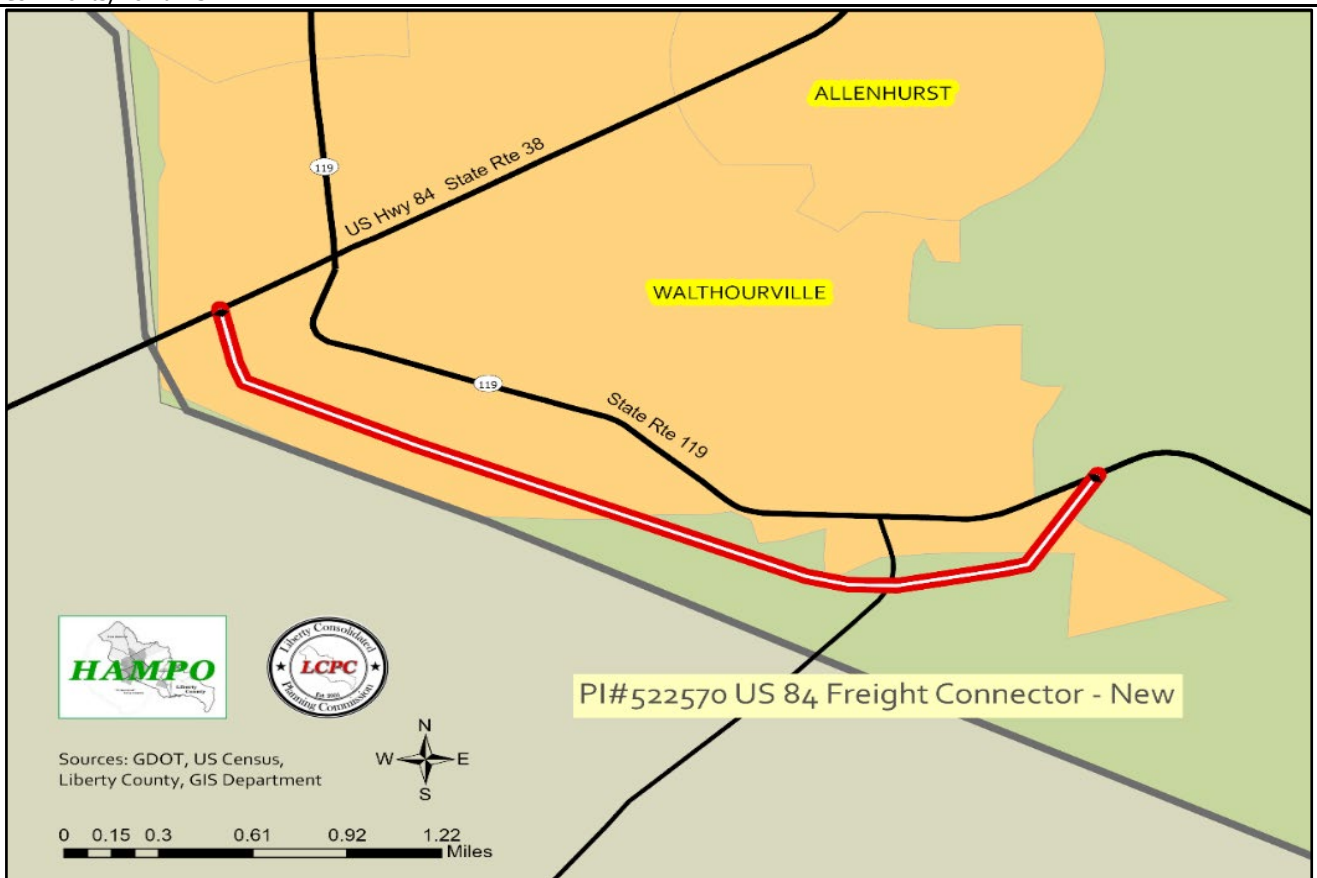 ALLENHURST
119
US Hwy 84 State Rte 38
WALTHOURVILLE
119
State Rte 119
HAMPO
Liberty
County
Liberty Consolidated
LCPC
Planning Commission
PI#522570 US 84 Freight Connector - New
N
W E
S
Sources: GDOT, US Census,
Liberty County, GIS Department
0 0.15 0.3 0.61 0.92 1.22
Miles